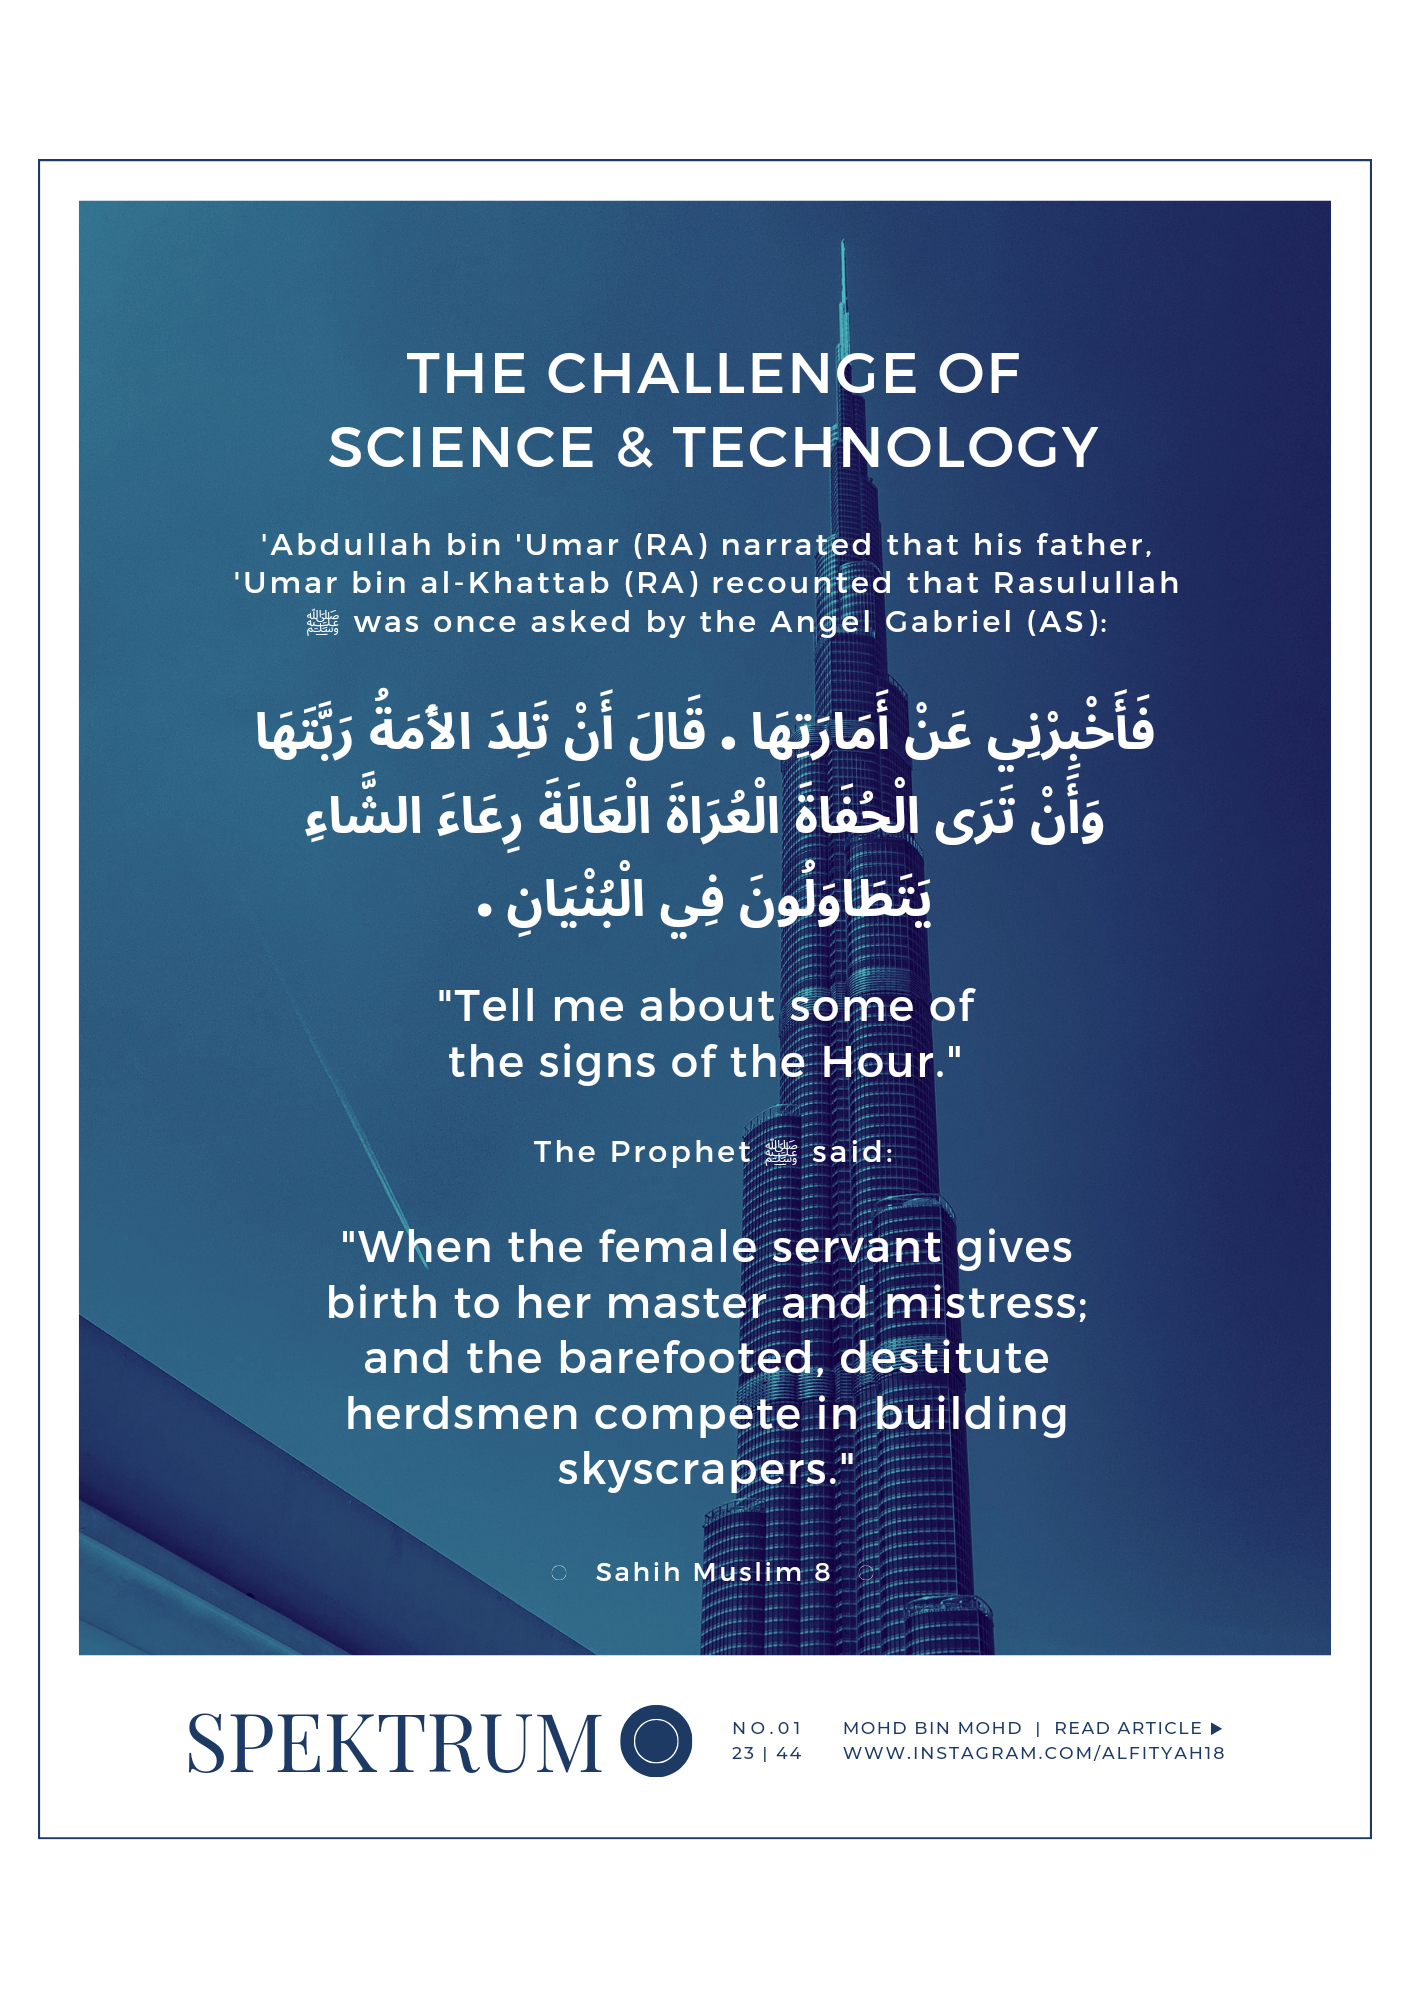 THE CHALLENGE OF
SCIENCE & TECHNOLOGY
'Abdullah bin 'Umar (RA) narrated that his father,
'Umar bin al-Khattab (RA) recounted that Rasulullah
ﷺ was once asked by the Angel Gabriel (AS):
فَأَخْبِرْنِي عَنْ أَمَارَتِهَا . قَالَ أَنْ تَلِدَ الأَمَةُ رَبَّتَهَا
وَأَنْ تَرَى الْحُفَاةَ الْعُرَاةَ الْعَالَةَ رِعَاءَ الشَّاءِ
يَتَطَاوَلُونَ فِي الْبُنْيَانِ .
"Tell me about some of
the signs of the Hour."
The Prophet ﷺ said:
"When the female servant gives
birth to her master and mistress;
and the barefooted, destitute
herdsmen compete in building
skyscrapers."
Sahih Muslim 8
SPEKTRUM
NO.01
23 | 44
MOHD BIN MOHD | READ ARTICLE ▶
WWW.INSTAGRAM.COM/ALFITYAH18